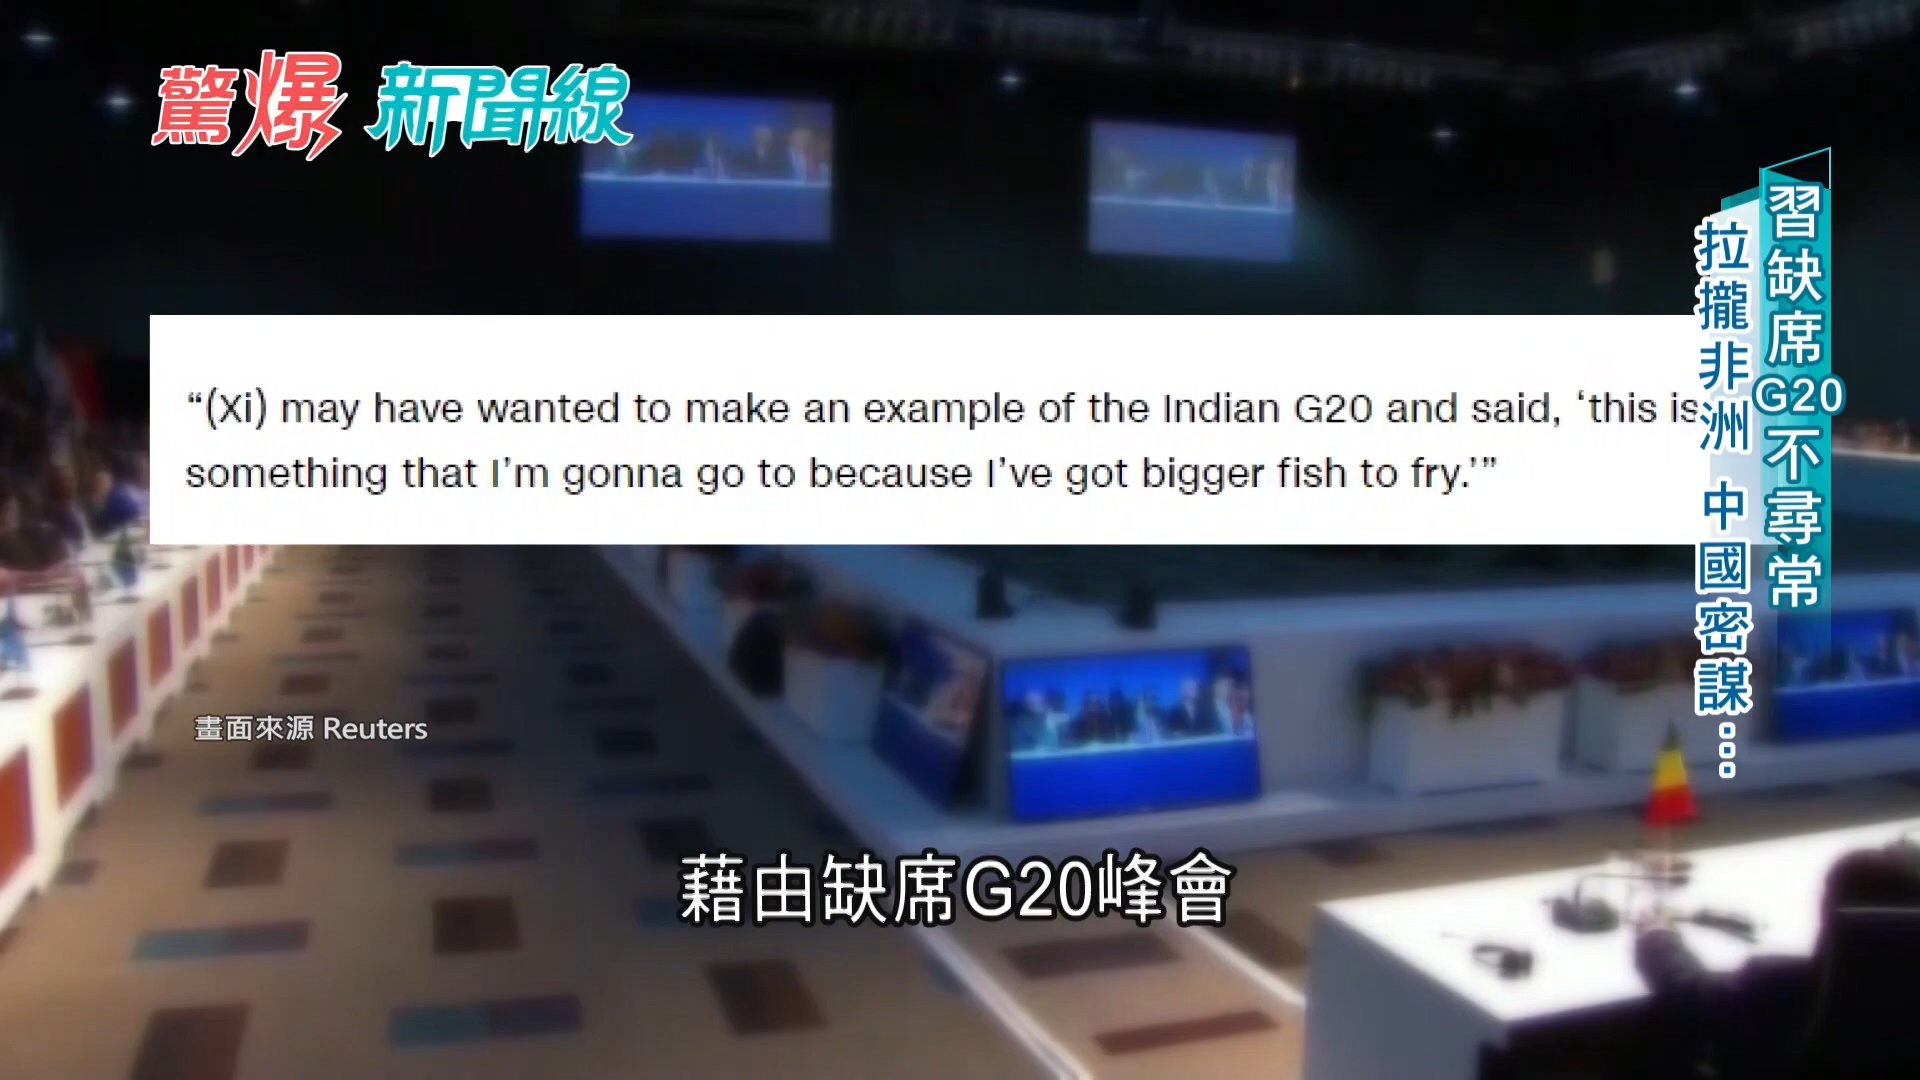 驚爆新聞線
習缺席G20不尋常
拉攏非洲 中國密謀…
“(Xi) may have wanted to make an example of the Indian G20 and said, ‘this is
something that I’m gonna go to because I’ve got bigger fish to fry.’”
畫面來源 Reuters
藉由缺席G20峰會